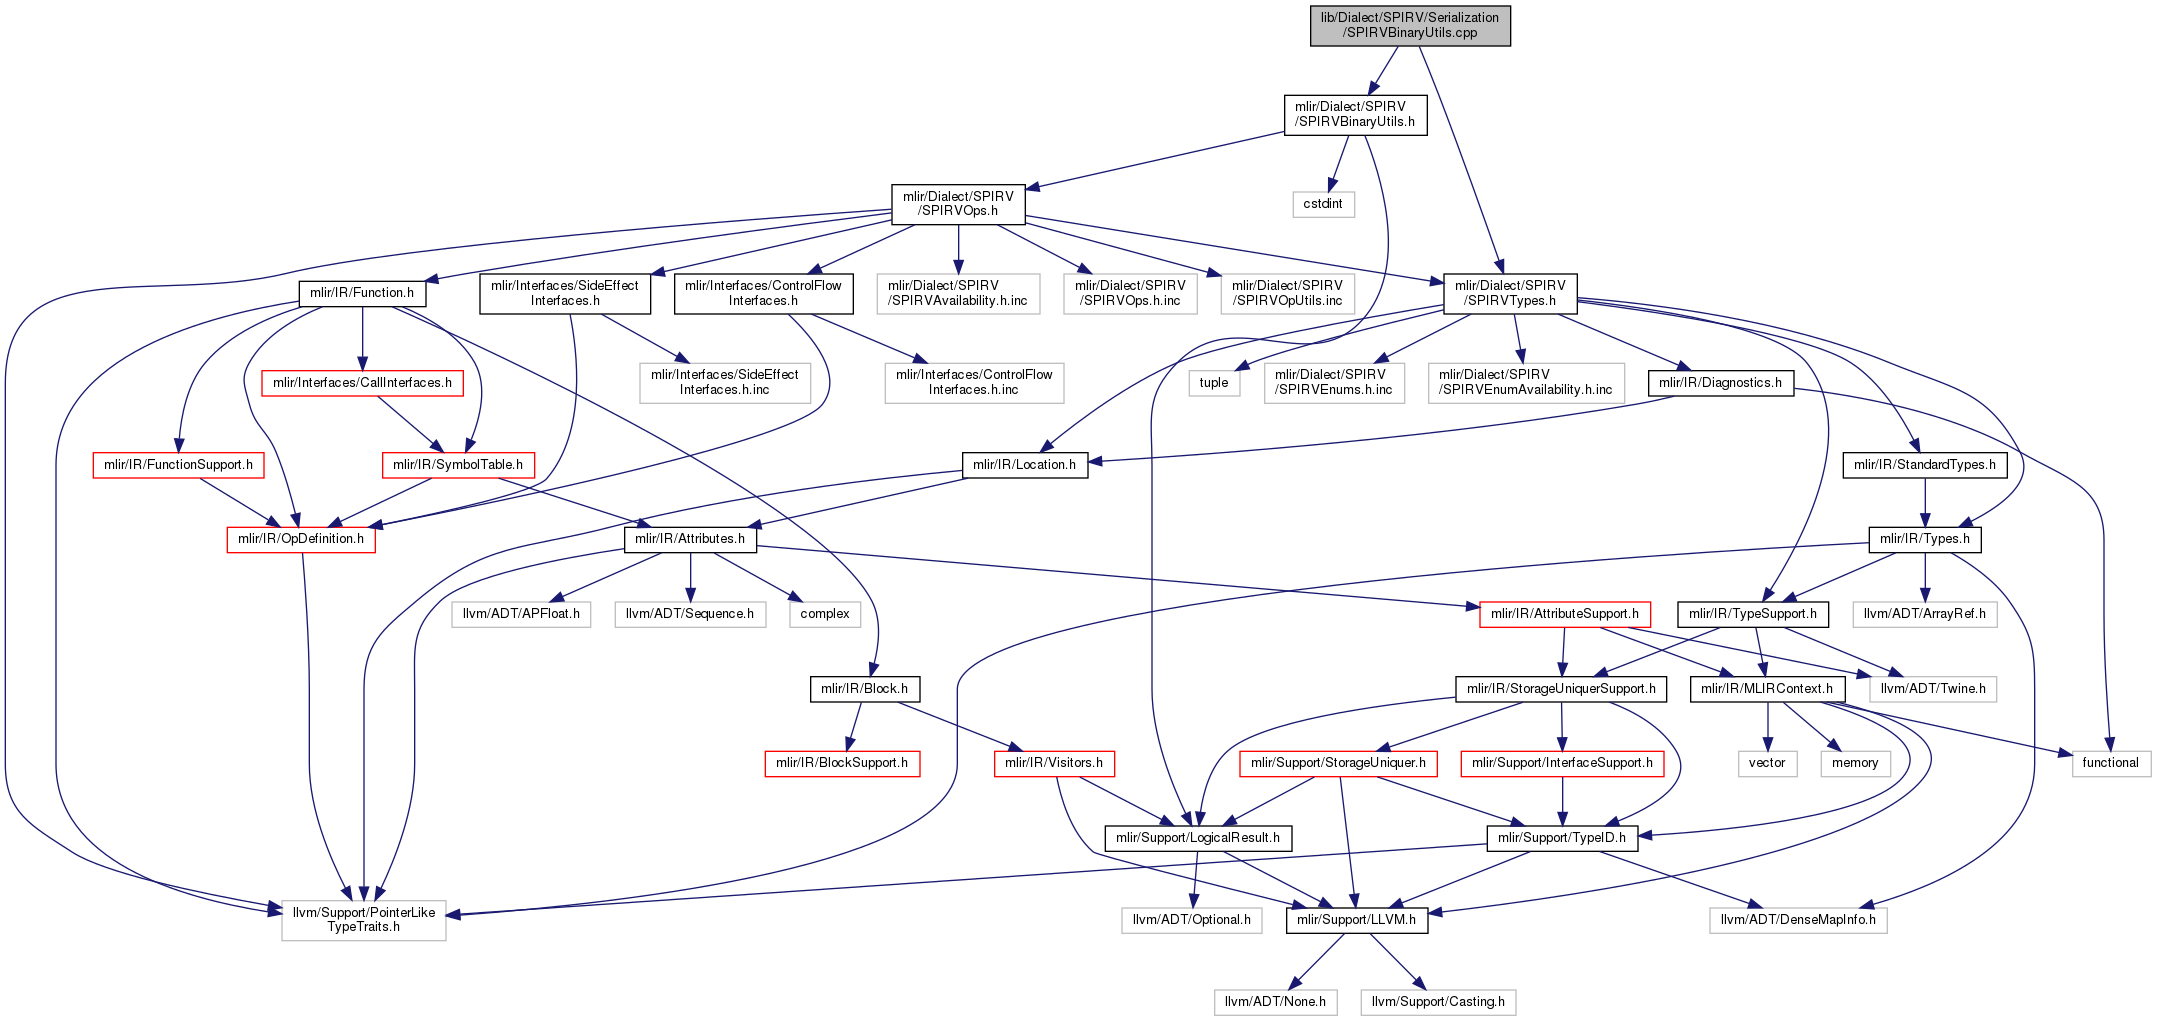 lib/Dialect/SPIRV/Serialization
/SPIRVBinaryUtils.cpp
mlir/Dialect/SPIRV
/SPIRVBinaryUtils.h
mlir/Dialect/SPIRV
/SPIRVOps.h
cstdint
mlir/IR/Function.h
mlir/Interfaces/SideEffect
Interfaces.h
mlir/Interfaces/ControlFlow
Interfaces.h
mlir/Dialect/SPIRV
/SPIRVAvailability.h.inc
mlir/Dialect/SPIRV
/SPIRVOps.h.inc
mlir/Dialect/SPIRV
/SPIRVOpUtils.inc
mlir/Dialect/SPIRV
/SPIRVTypes.h
mlir/Interfaces/CallInterfaces.h
mlir/Interfaces/SideEffect
Interfaces.h.inc
mlir/Interfaces/ControlFlow
Interfaces.h.inc
tuple
mlir/Dialect/SPIRV
/SPIRVEnums.h.inc
mlir/Dialect/SPIRV
/SPIRVEnumAvailability.h.inc
mlir/IR/Diagnostics.h
mlir/IR/FunctionSupport.h
mlir/IR/SymbolTable.h
mlir/IR/Location.h
mlir/IR/StandardTypes.h
mlir/IR/OpDefinition.h
mlir/IR/Attributes.h
mlir/IR/Types.h
llvm/ADT/APFloat.h
llvm/ADT/Sequence.h
complex
mlir/IR/AttributeSupport.h
mlir/IR/TypeSupport.h
llvm/ADT/ArrayRef.h
mlir/IR/Block.h
mlir/IR/StorageUniquerSupport.h
mlir/IR/MLIRContext.h
llvm/ADT/Twine.h
mlir/IR/BlockSupport.h
mlir/IR/Visitors.h
mlir/Support/StorageUniquer.h
mlir/Support/InterfaceSupport.h
vector
memory
functional
mlir/Support/LogicalResult.h
mlir/Support/TypeID.h
llvm/Support/PointerLike
TypeTraits.h
llvm/ADT/Optional.h
mlir/Support/LLVM.h
llvm/ADT/DenseMapInfo.h
llvm/ADT/None.h
llvm/Support/Casting.h